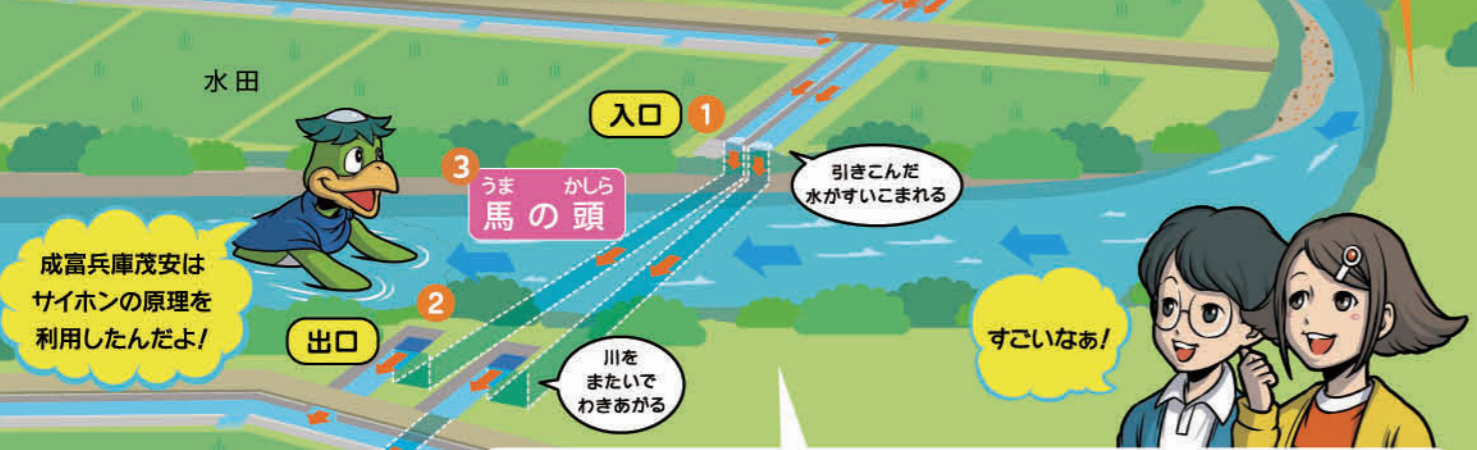 水田
入口 1
引きこんだ
水がすいこまれる
3
うま かしら
馬の頭
成富兵庫茂安は
サイホンの原理を
利用したんだよ!
2
出口
川を
またいで
わきあがる
すごいなぁ!